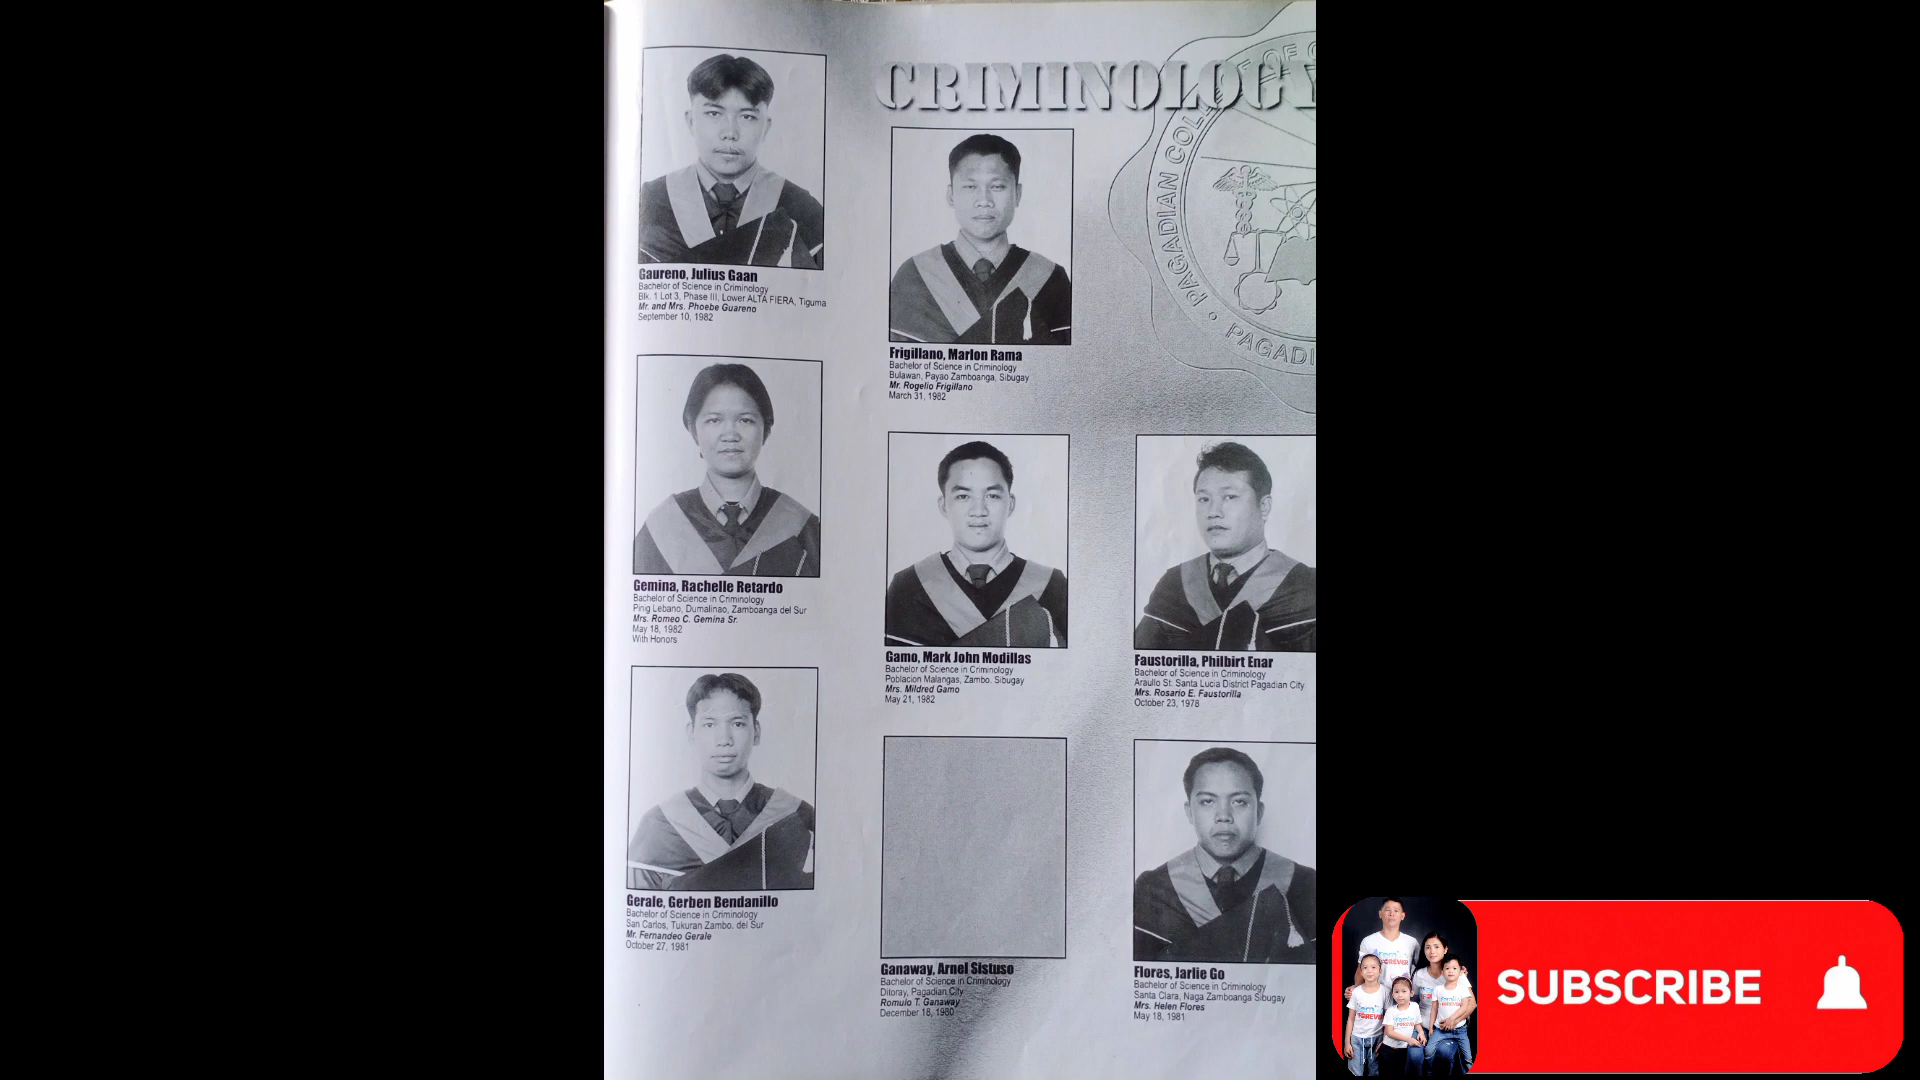 CRIMINOLOGY
PAGADIAN COLL
OF C
PAGADI
Gaureno, Julius Gaan
Bachelor of Science in Criminology
Blk. 1 Lot 3, Phase III, Lower ALTA FIERA, Tiguma
Mr. and Mrs. Phoebe Guareno
September 10, 1982
Gemina, Rachelle Retardo
Bachelor of Science in Criminology
Pinig Lebano, Dumalinao, Zamboanga del Sur
Mrs. Romeo C. Gemina Sr.
May 18, 1982
With Honors
Gerale, Gerben Bendanillo
Bachelor of Science in Criminology
San Carlos, Tukuran Zambo. del Sur
Mr. Fernandeo Gerale
October 27, 1981
Frigillano, Marlon Rama
Bachelor of Science in Criminology
Bulawan, Payao Zamboanga, Sibugay
Mr. Rogelio Frigillano
March 31, 1982
Gamo, Mark John Modillas
Bachelor of Science in Criminology
Poblacion Malangas, Zambo. Sibugay
Mrs. Mildred Gamo
May 21, 1982
Ganaway, Arnel Sistuso
Bachelor of Science in Criminology
Ditoray, Pagadian City
Romulo T. Ganaway
December 18, 1980
Faustorilla, Philbirt Enar
Bachelor of Science in Criminology
Araullo St. Santa Lucia District Pagadian City
Mrs. Rosario E. Faustorilla
October 23, 1978
Flores, Jarlie Go
Bachelor of Science in Criminology
Santa Clara, Naga Zamboanga Sibugay
Mrs. Helen Flores
May 18, 1981
SUBSCRIBE